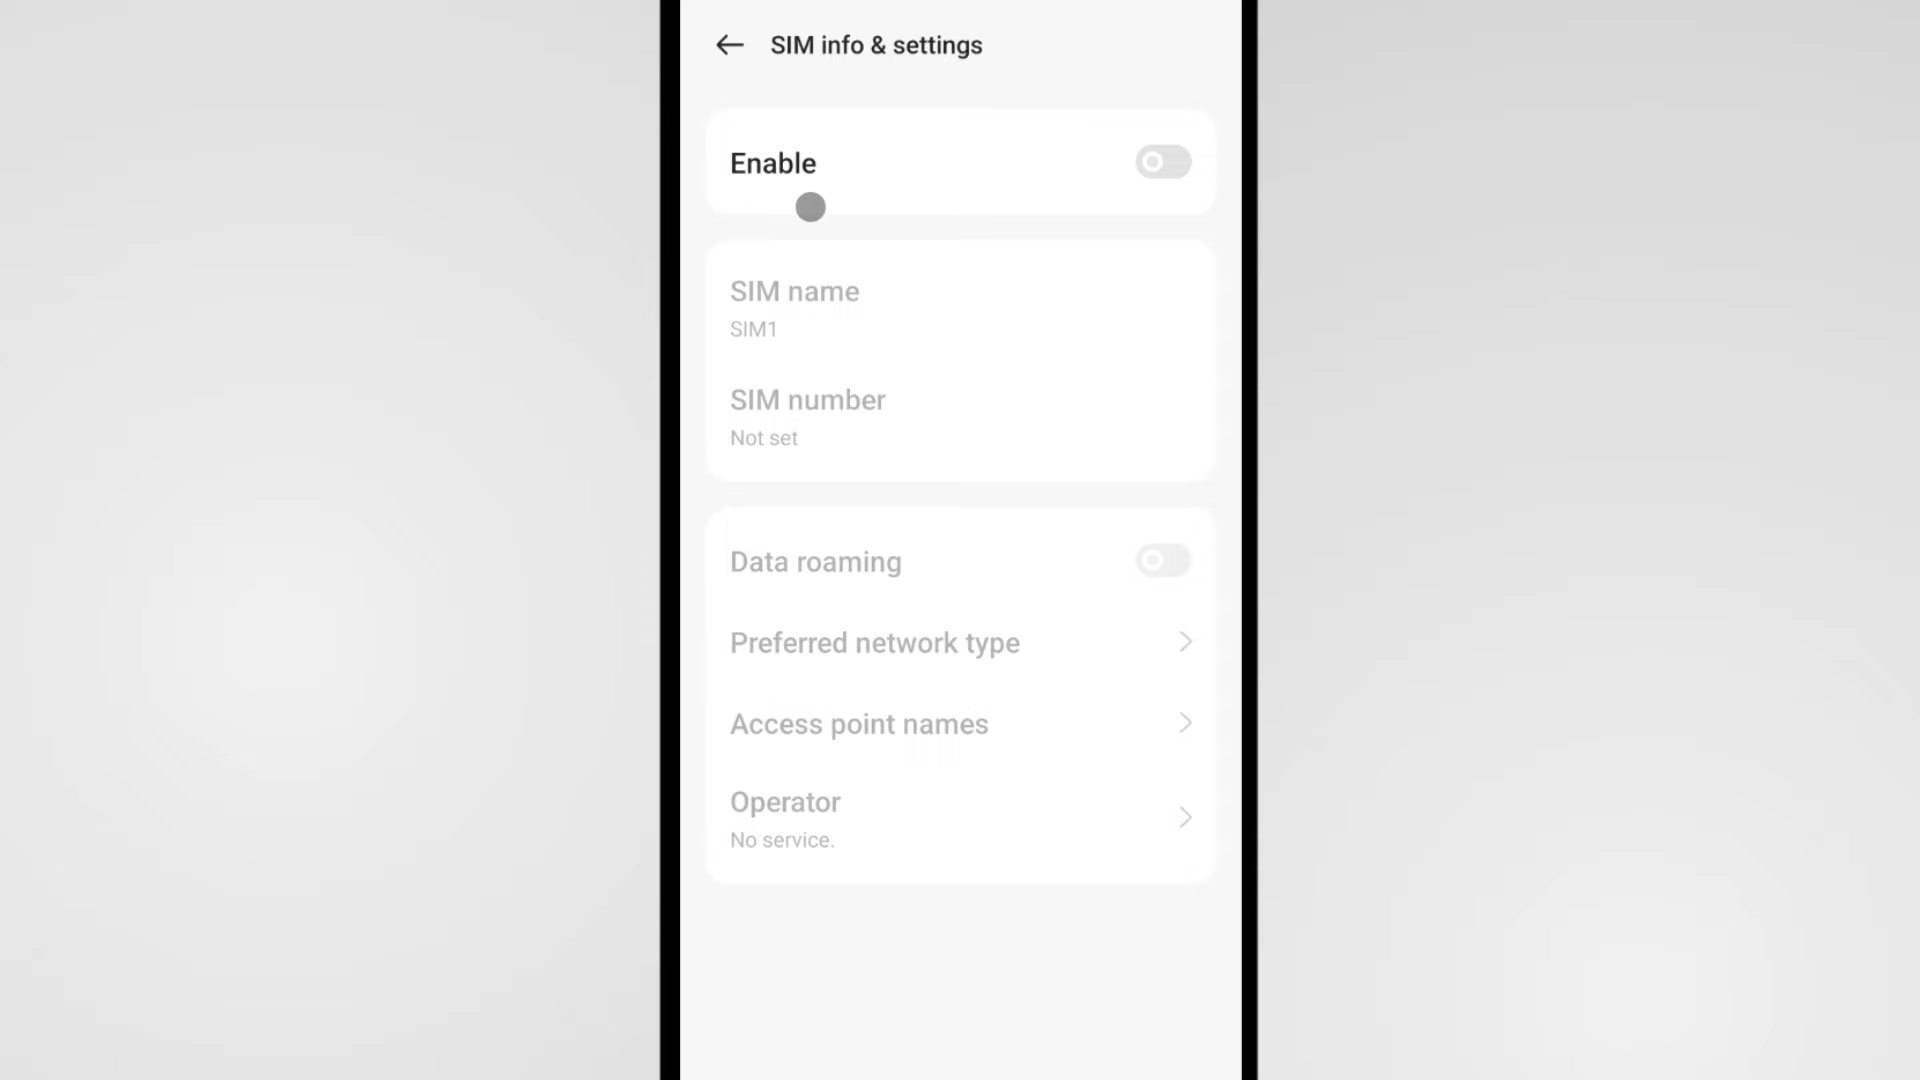 SIM info & settings
Enable
SIM name
SIM1
SIM number
Not set
Data roaming
Preferred network type
Access point names
Operator
No service.